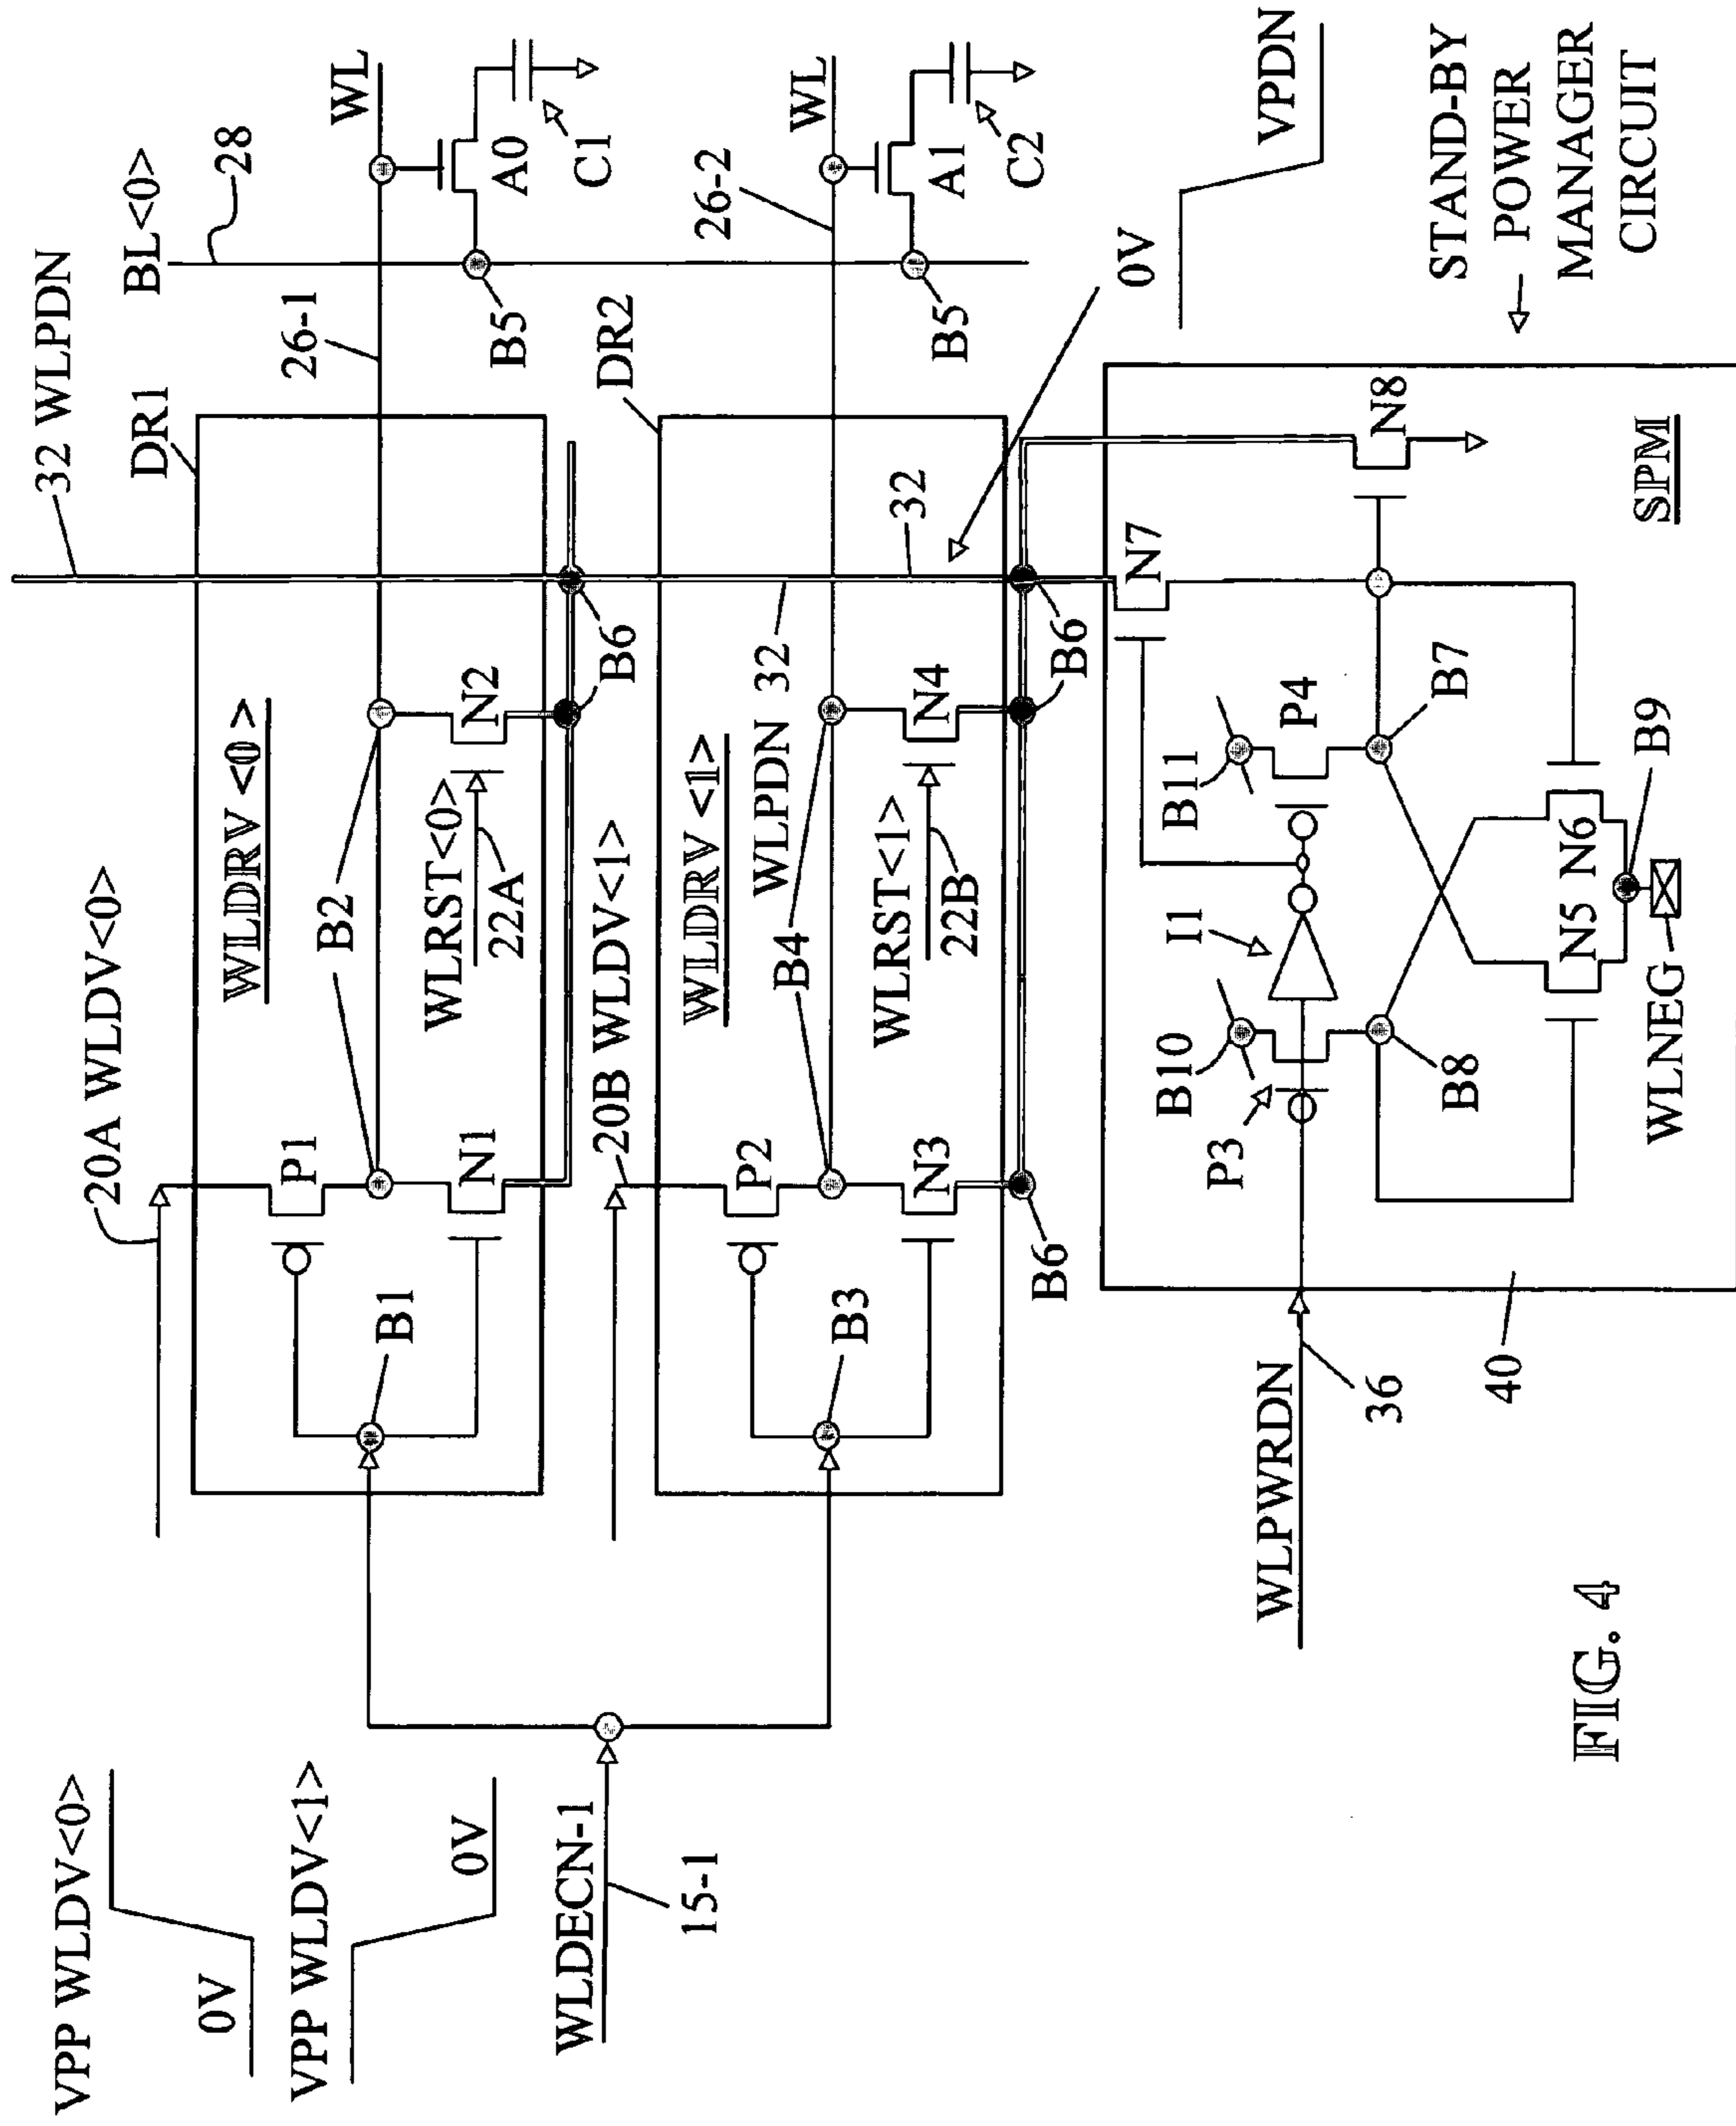 VPP WLDV<0>
0V
VPP WLDV<1>
0V
WLDECN-1
15-1
20A WLDV<0>
32 WLPDN
BL<0>
28
DR1
26-1
WL
P1
B1
N1
B2
WLDRV <0>
WLRST<0>
22A
N2
B6
B5
A0
C1
20B WLDV<1>
DR2
26-2
WL
P2
B3
N3
B4
WLDRV <1>
WLPDN 32
32
WLRST<1>
22B
N4
B6
B6
B5
A1
C2
0V
VPDN
WLPWRDN
36
40
B10
P3
I1
B11
P4
N7
B8
B7
N8
N5 N6
B9
WLNEG
SPM
STAND-BY
POWER
MANAGER
CIRCUIT
FIG. 4